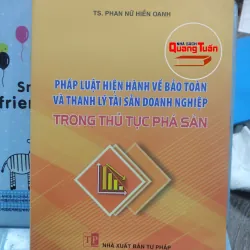 TS. PHAN NỮ HIỀN OANH
NHÀ SÁCH
Quang Tuấn
PHÁP LUẬT HIỆN HÀNH VỀ BẢO TOÀN
VÀ THANH LÝ TÀI SẢN DOANH NGHIỆP
TRONG THỦ TỤC PHÁ SẢN
TP
NHÀ XUẤT BẢN TƯ PHÁP